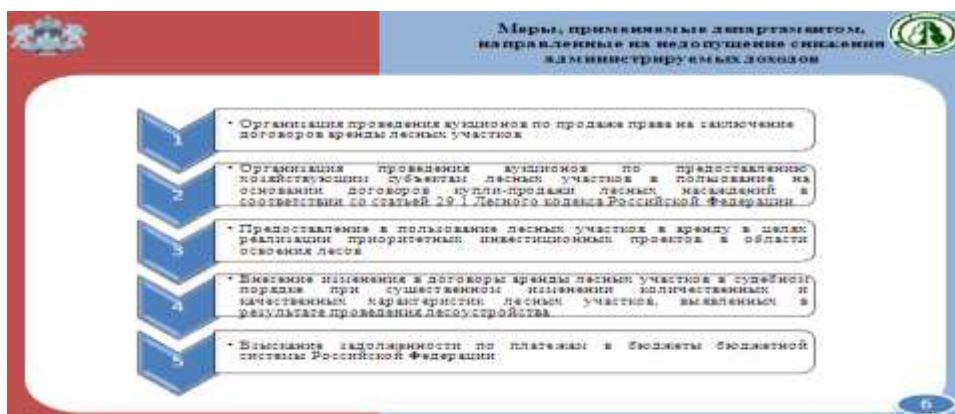 Меры, применяемые департаментом,
направленные на недопущение снижения
администрируемых доходов
1
• Организация проведения аукционов по продаже права на заключение
договоров аренды лесных участков
2
• Организация проведения аукционов по предоставлению
хозяйствующим субъектам лесных участков в пользование на
основании договоров купли-продажи лесных насаждений в
соответствии со статьей 29.1 Лесного кодекса Российской Федерации
3
• Предоставление в пользование лесных участков в аренду в целях
реализации приоритетных инвестиционных проектов в области
освоения лесов
4
• Внесение изменения в договоры аренды лесных участков в судебном
порядке при существенном изменении количественных и
качественных характеристик лесных участков, выявленных в
результате проведения лесоустройства
5
• Взыскание задолженности по платежам в бюджеты бюджетной
системы Российской Федерации
6